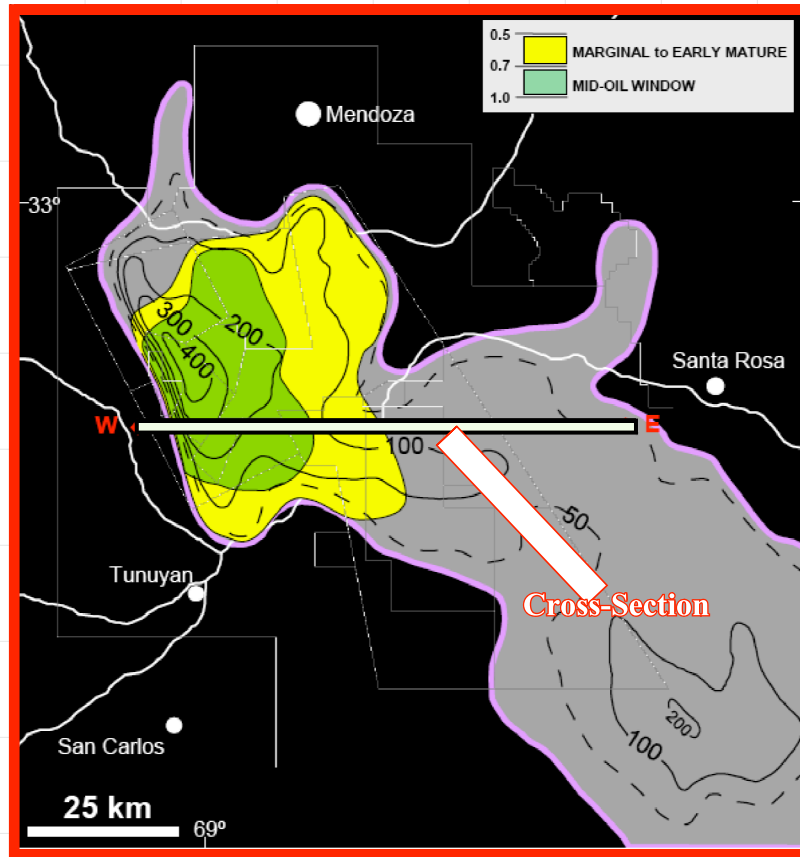 0.5
MARGINAL to EARLY MATURE
0.7
MID-OIL WINDOW
1.0
Mendoza
33º
300
200
400
Santa Rosa
W
E
100
50
Tunuyan
Cross-Section
200
100
San Carlos
25 km
69º